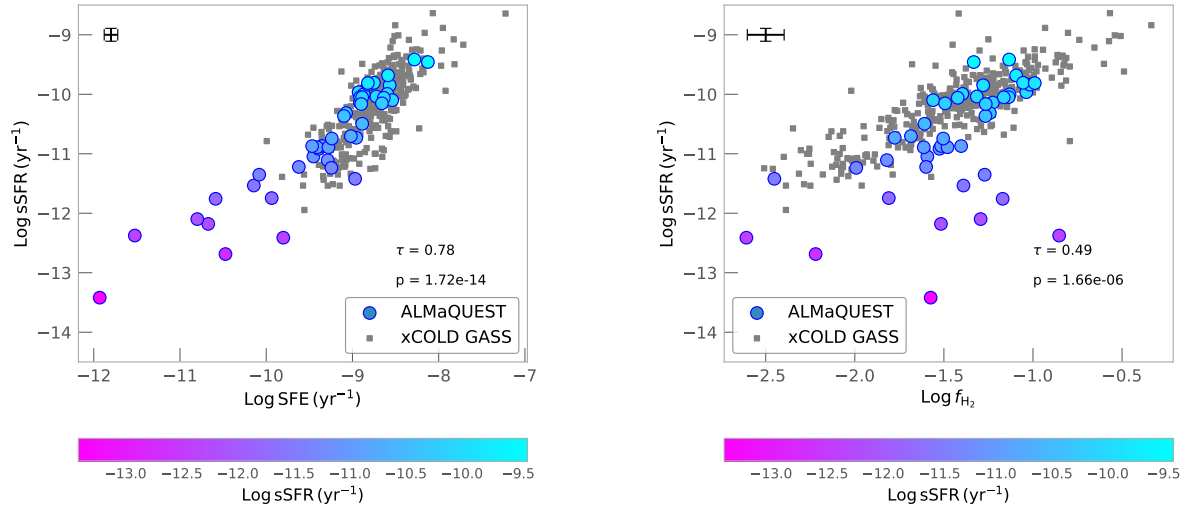 −9
−10
−11
−12
−13
−14
Log sSFR (yr⁻¹)
τ = 0.78
p = 1.72e-14
ALMaQUEST
xCOLD GASS
−12 −11 −10 −9 −8 −7
Log SFE (yr⁻¹)
−13.0 −12.5 −12.0 −11.5 −11.0 −10.5 −10.0 −9.5
Log sSFR (yr⁻¹)
−9
−10
−11
−12
−13
−14
Log sSFR (yr⁻¹)
τ = 0.49
p = 1.66e-06
ALMaQUEST
xCOLD GASS
−2.5 −2.0 −1.5 −1.0 −0.5
Log f_H₂
−13.0 −12.5 −12.0 −11.5 −11.0 −10.5 −10.0 −9.5
Log sSFR (yr⁻¹)